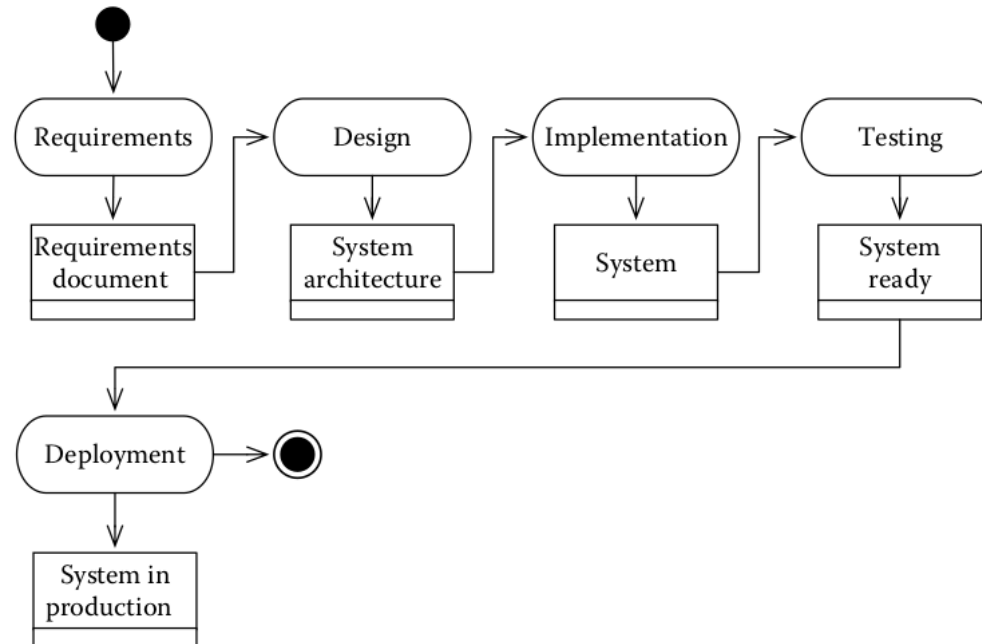 Requirements
Design
Implementation
Testing
Requirements
document
System
architecture
System
System
ready
Deployment
System in
production